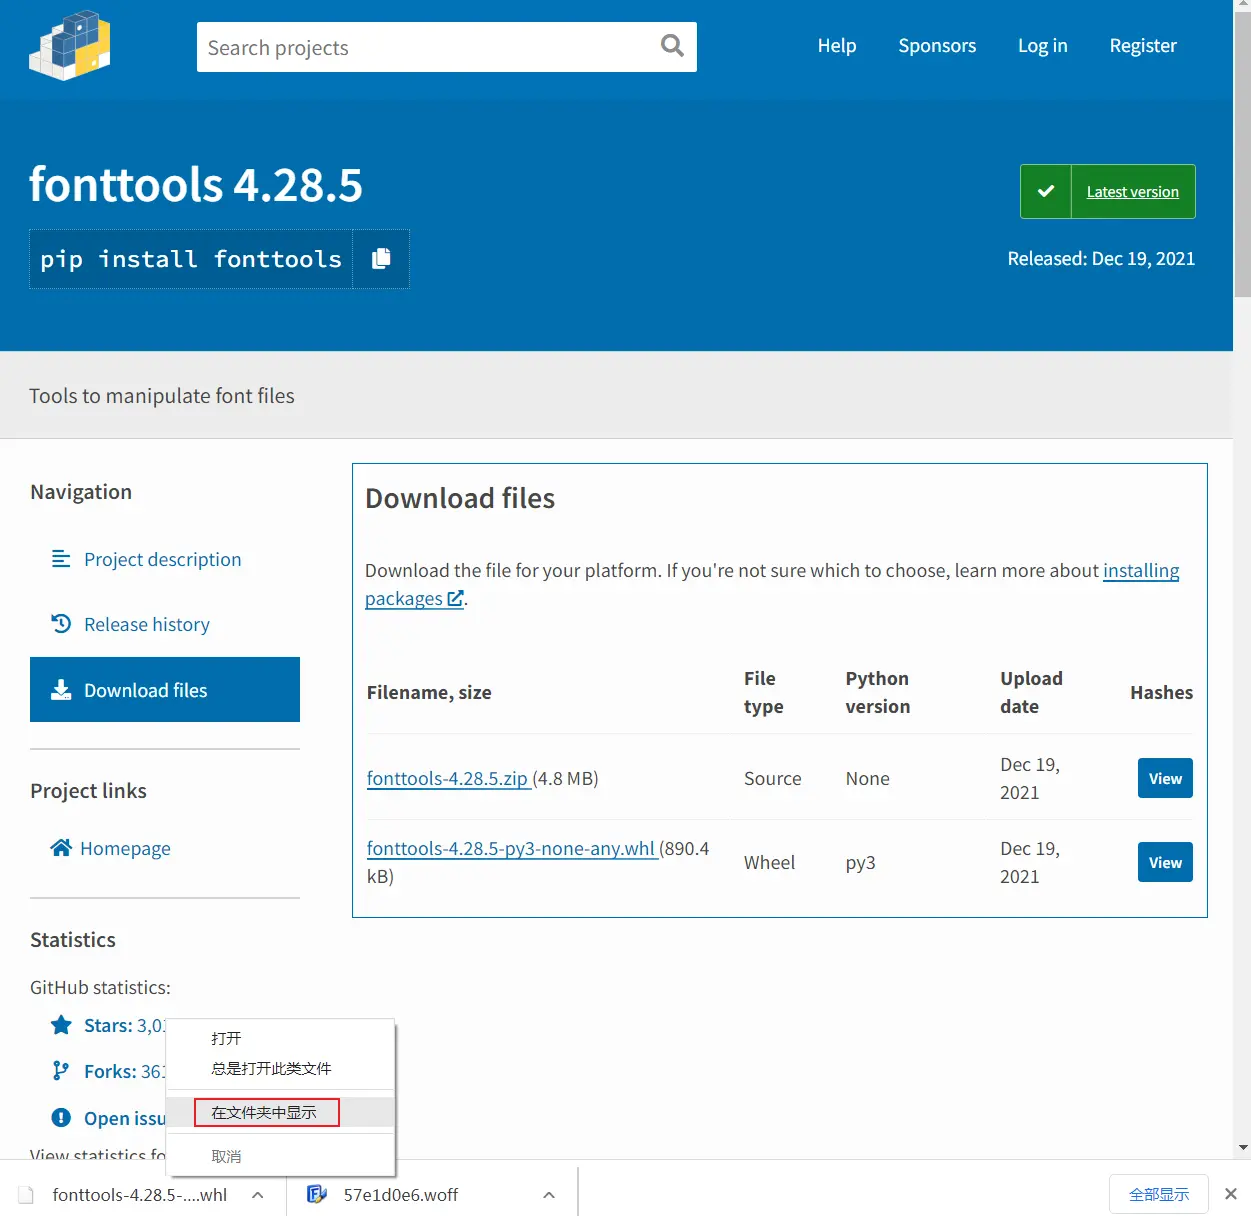 Search projects
Help
Sponsors
Log in
Register
fonttools 4.28.5
pip install fonttools
Latest version
Released: Dec 19, 2021
Tools to manipulate font files
Navigation
Project description
Release history
Download files
Project links
Homepage
Statistics
GitHub statistics:
Stars: 3,01
Forks: 361
Open issu
View statistics fo
Download files
Download the file for your platform. If you're not sure which to choose, learn more about installing
packages.
Filename, size
File
type
Python
version
Upload
date
Hashes
fonttools-4.28.5.zip (4.8 MB)
Source
None
Dec 19,
2021
View
fonttools-4.28.5-py3-none-any.whl (890.4
kB)
Wheel
py3
Dec 19,
2021
View
打开
总是打开此类文件
在文件夹中显示
取消
fonttools-4.28.5-....whl
57e1d0e6.woff
全部显示